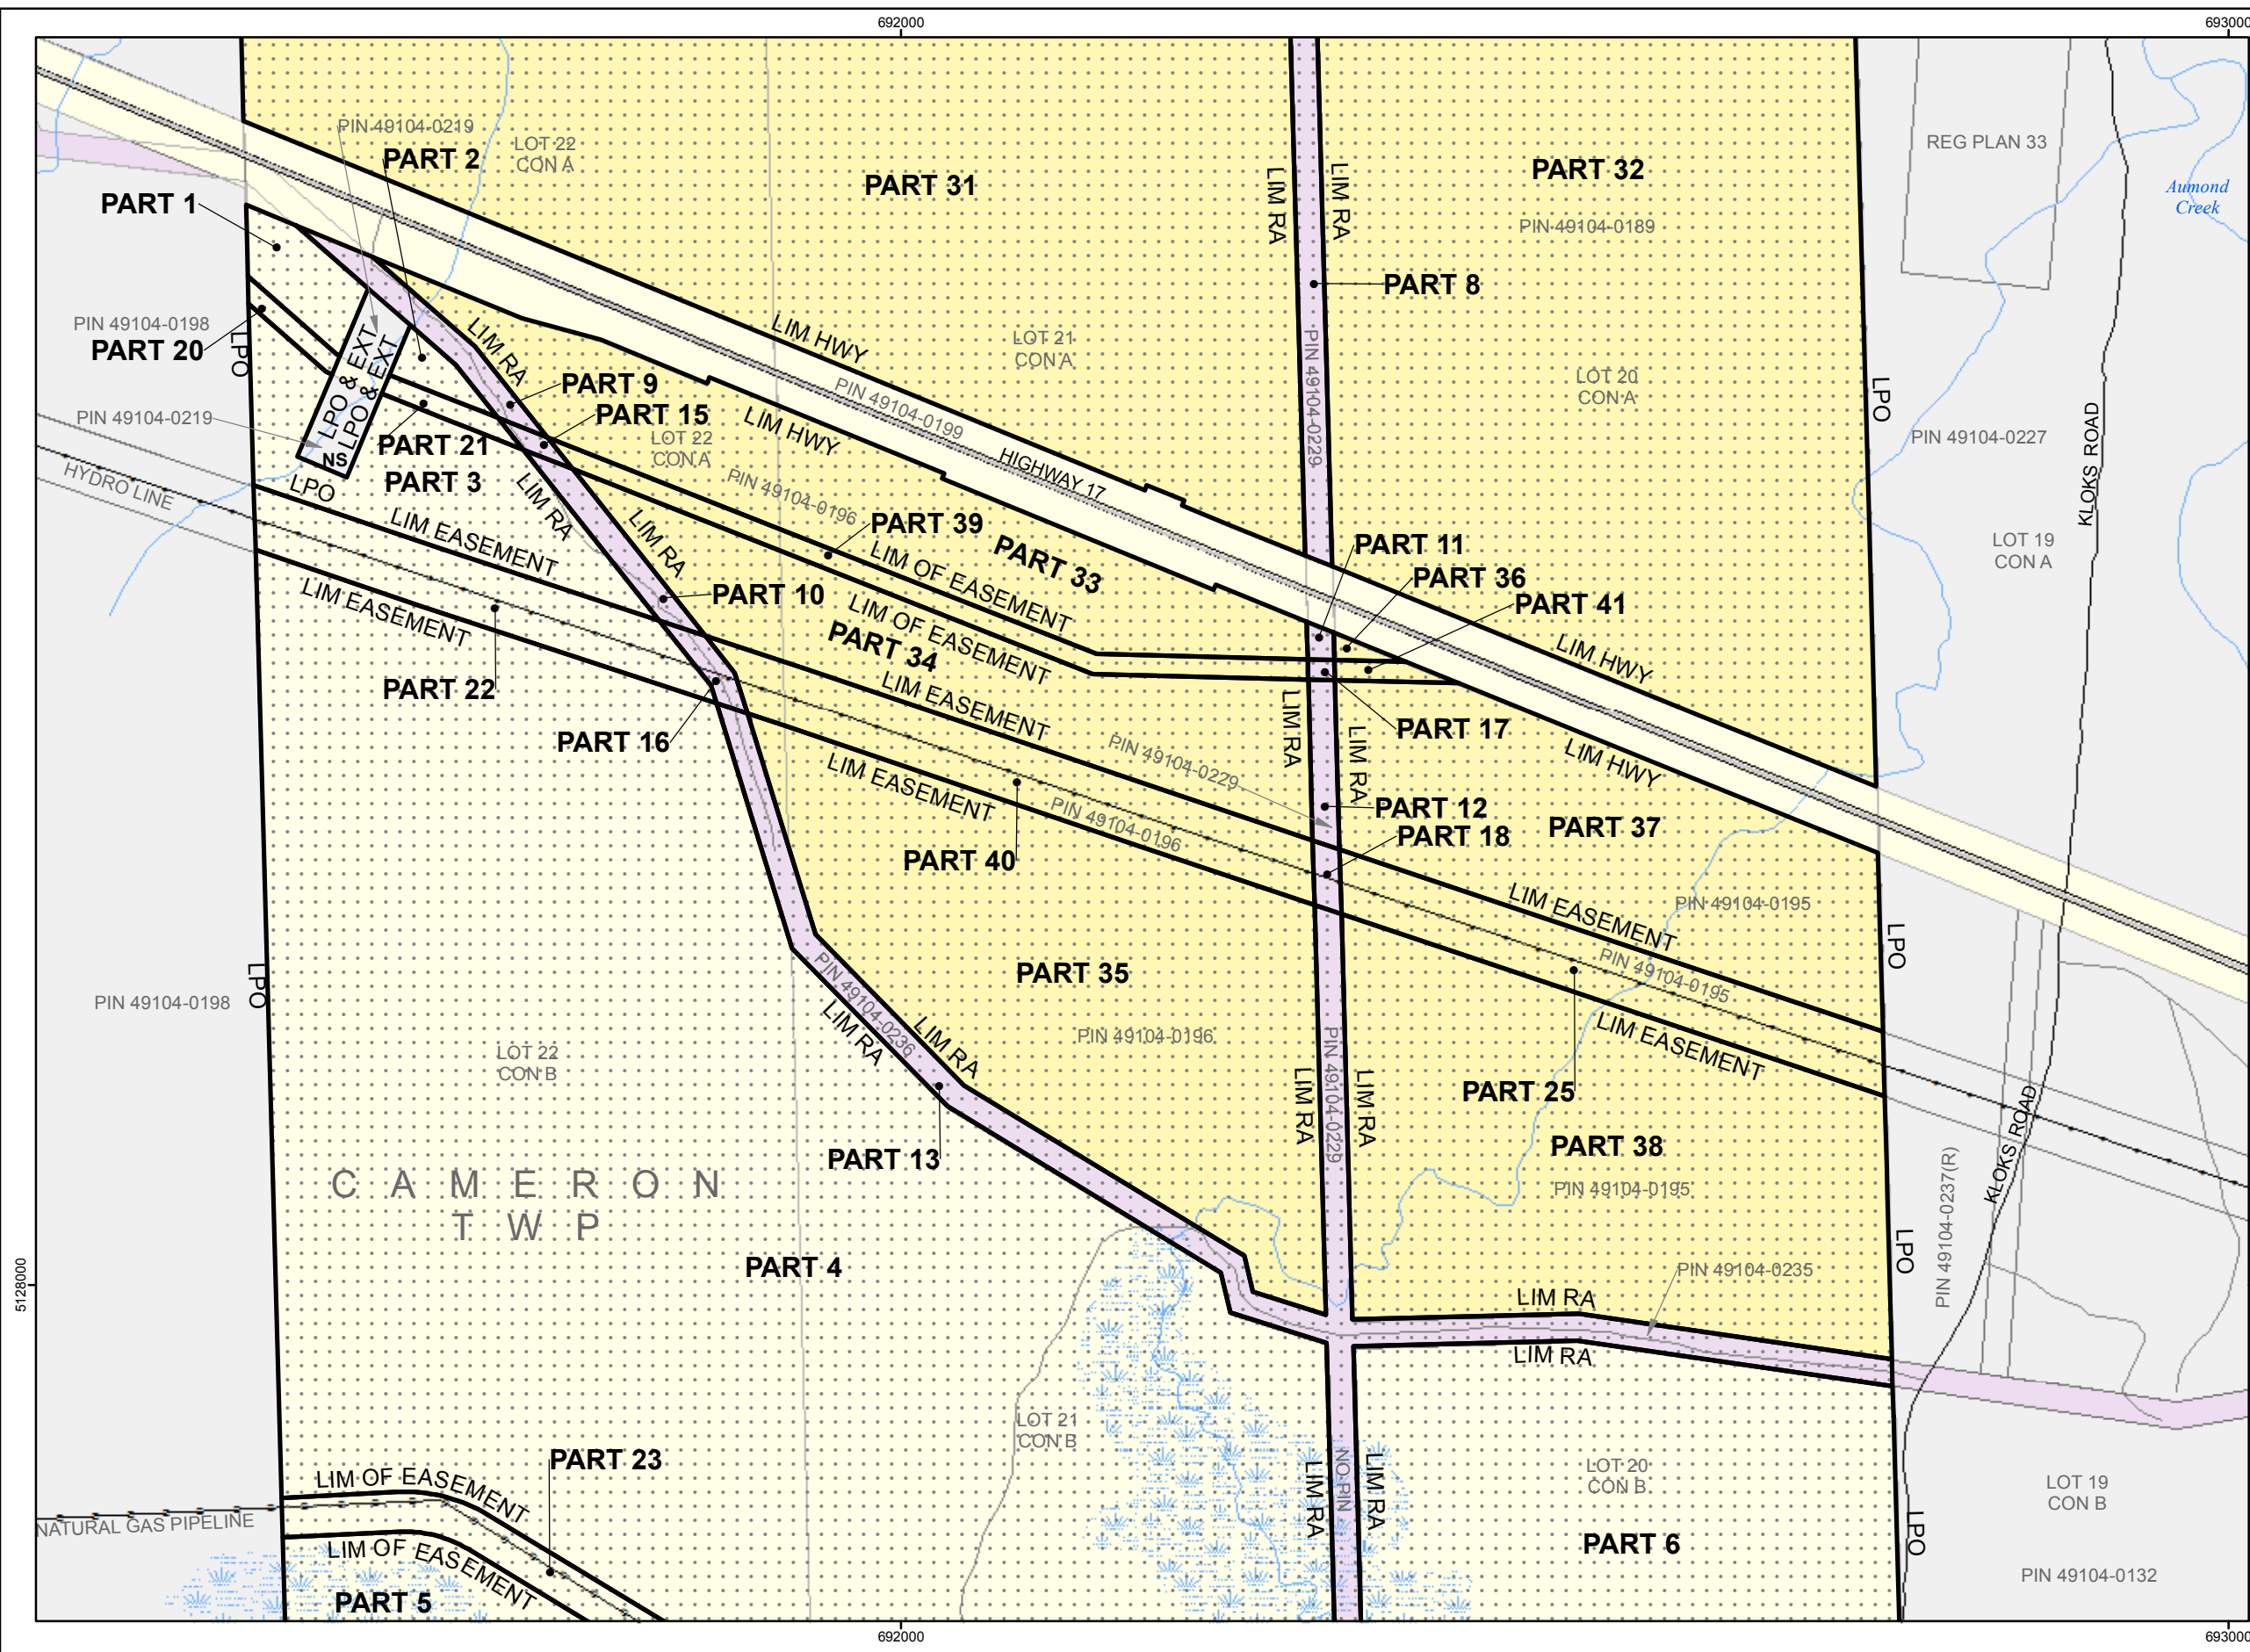 692000
693000
PIN 49104-0219
LOT 22
CON A
PART 2
PART 1
PART 31
LIM RA
LIM RA
PART 32
PIN 49104-0189
REG PLAN 33
Aumond
Creek
PART 8
PIN 49104-0198
PART 20
LPO
LPO & EXT
LPO & EXT
NS
LIM RA
LIM HWY
LOT 21
CON A
PIN 49104-0229
LOT 20
CON A
LPO
KLOKS ROAD
PIN 49104-0227
PART 9
PART 15
PIN 49104-0199
LIM HWY
HIGHWAY 17
PIN 49104-0219
PART 21
PART 3
LOT 22
CON A
HYDRO LINE
LPO
LIM EASEMENT
LIM RA
LIM RA
PIN 49104-0196
PART 39
PART 33
LIM OF EASEMENT
LIM OF EASEMENT
PART 34
PART 11
PART 36
PART 41
LOT 19
CON A
LIM EASEMENT
PART 10
PART 22
PART 16
LIM EASEMENT
LIM EASEMENT
PIN 49104-0229
LIM RA
LIM RA
PART 17
LIM HWY
LIM HWY
PART 12
PART 18
PART 37
PIN 49104-0196
PART 40
LIM EASEMENT
PIN 49104-0195
PIN 49104-0195
LPO
LPO
PIN 49104-0198
PART 35
PIN 49104-0236
LIM RA
LIM RA
PIN 49104-0196
PIN 49104-0229
LIM RA
LIM RA
LIM EASEMENT
PART 25
LOT 22
CON B
PART 13
PART 38
PIN 49104-0195
PIN 49104-0237(R)
KLOKS ROAD
CAMERON
TWP
PART 4
5128000
PIN 49104-0235
LIM RA
LIM RA
LPO
LOT 21
CON B
NO PIN
LIM RA
LIM RA
LOT 20
CON B
LOT 19
CON B
PART 23
LIM OF EASEMENT
NATURAL GAS PIPELINE
LIM OF EASEMENT
PART 5
PART 6
LPO
PIN 49104-0132
692000
693000